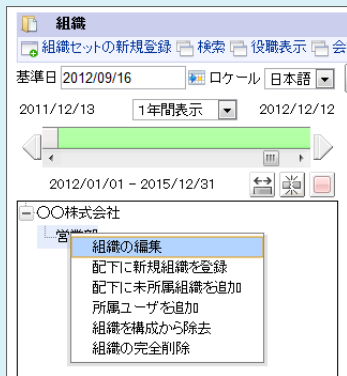 組織
組織セットの新規登録 検索 役職表示 会
基準日 2012/09/16 ロケール 日本語
2011/12/13 1年間表示 2012/12/12
2012/01/01 - 2015/12/31
〇〇株式会社
営業部
組織の編集
配下に新規組織を登録
配下に未所属組織を追加
所属ユーザを追加
組織を構成から除去
組織の完全削除